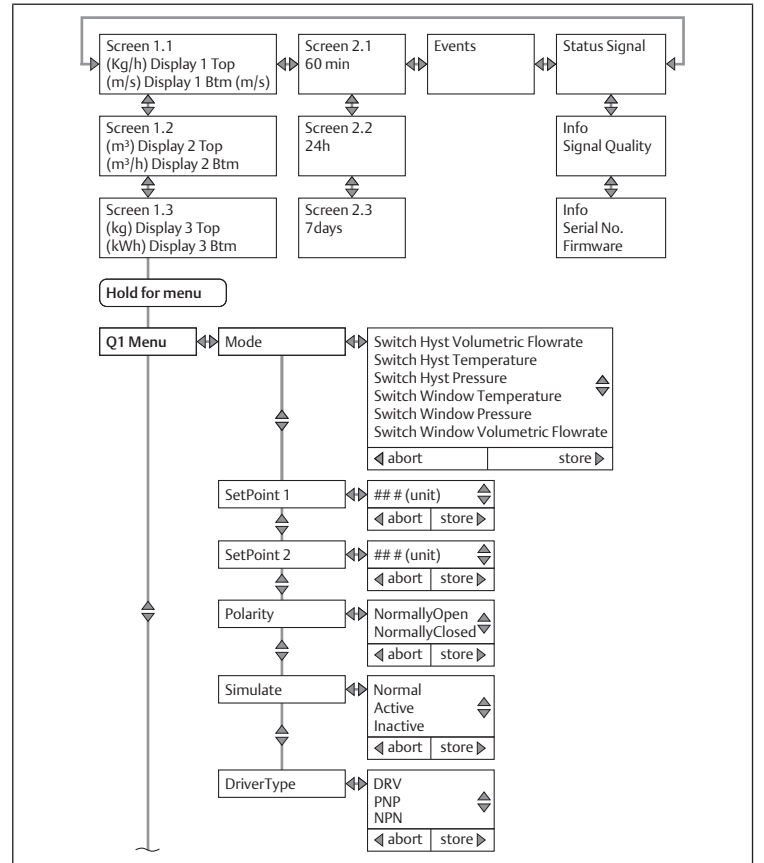 Screen 1.1
(Kg/h) Display 1 Top
(m/s) Display 1 Btm (m/s)
Screen 2.1
60 min
Events
Status Signal
Screen 1.2
(m³) Display 2 Top
(m³/h) Display 2 Btm
Screen 2.2
24h
Info
Signal Quality
Screen 1.3
(kg) Display 3 Top
(kWh) Display 3 Btm
Screen 2.3
7days
Info
Serial No.
Firmware
Hold for menu
Q1 Menu
Mode
Switch Hyst Volumetric Flowrate
Switch Hyst Temperature
Switch Hyst Pressure
Switch Window Temperature
Switch Window Pressure
Switch Window Volumetric Flowrate
abort
store
SetPoint 1
## # (unit)
abort
store
SetPoint 2
## # (unit)
abort
store
Polarity
NormallyOpen
NormallyClosed
abort
store
Simulate
Normal
Active
Inactive
abort
store
DriverType
DRV
PNP
NPN
abort
store